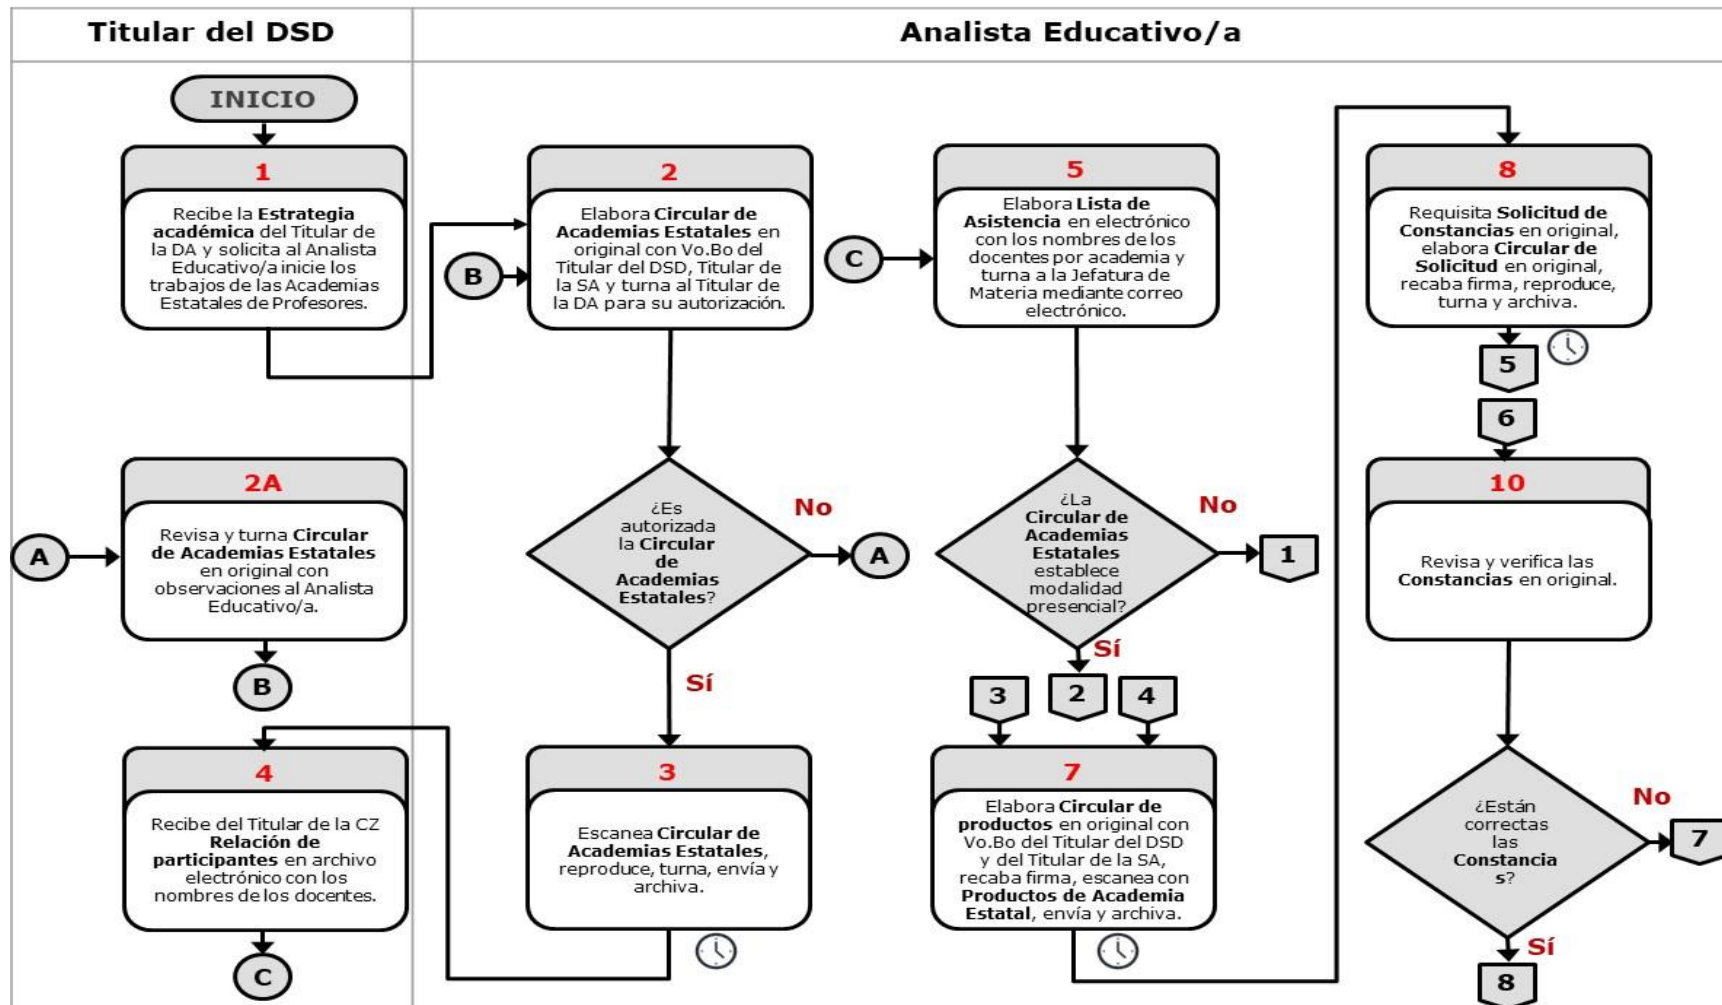 Titular del DSD
Analista Educativo/a
INICIO
1
Recibe la Estrategia
académica del Titular de
la DA y solicita al Analista
Educativo/a inicie los
trabajos de las Academias
Estatales de Profesores.
A
2A
Revisa y turna Circular
de Academias Estatales
en original con
observaciones al Analista
Educativo/a.
B
4
Recibe del Titular de la CZ
Relación de
participantes en archivo
electrónico con los
nombres de los docentes.
C
B
2
Elabora Circular de
Academias Estatales en
original con Vo.Bo del
Titular del DSD, Titular de
la SA y turna al Titular de
la DA para su autorización.
¿Es
autorizada
la Circular
de
Academias
Estatales?
No
A
Sí
3
Escanea Circular de
Academias Estatales,
reproduce, turna, envía y
archiva.
C
5
Elabora Lista de
Asistencia en electrónico
con los nombres de los
docentes por academia y
turna a la Jefatura de
Materia mediante correo
electrónico.
¿La
Circular de
Academias
Estatales
establece
modalidad
presencial?
No
1
Sí
3
2
4
7
Elabora Circular de
productos en original con
Vo.Bo del Titular del DSD
y del Titular de la SA,
recaba firma, escanea con
Productos de Academia
Estatal, envía y archiva.
8
Requisita Solicitud de
Constancias en original,
elabora Circular de
Solicitud en original,
recaba firma, reproduce,
turna y archiva.
5
6
10
Revisa y verifica las
Constancias en original.
¿Están
correctas
las
Constancia
s?
No
7
Sí
8